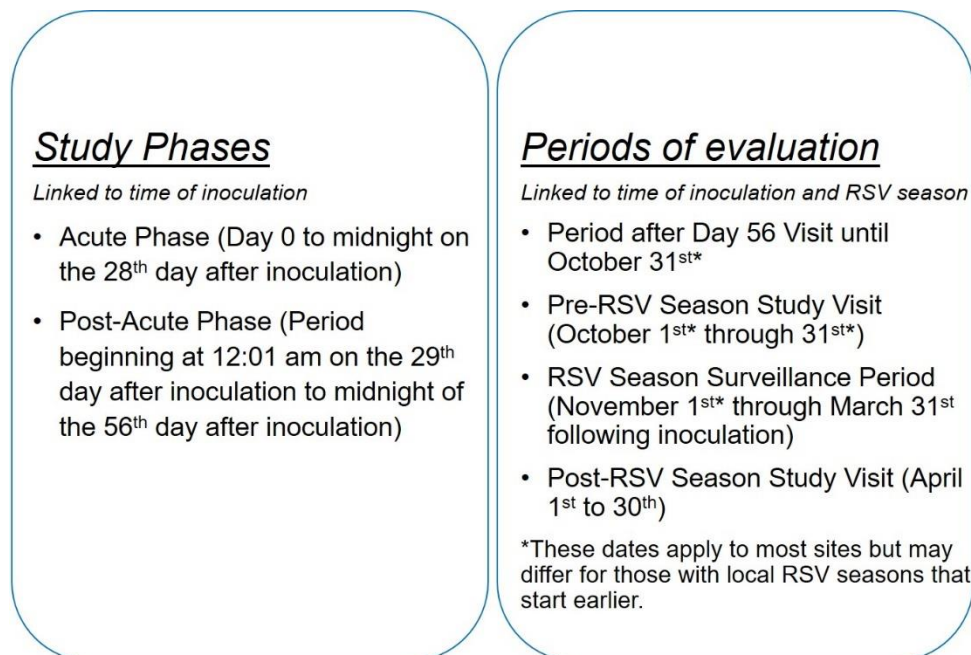 Study Phases
Linked to time of inoculation
• Acute Phase (Day 0 to midnight on
the 28th day after inoculation)
• Post-Acute Phase (Period
beginning at 12:01 am on the 29th
day after inoculation to midnight of
the 56th day after inoculation)
Periods of evaluation
Linked to time of inoculation and RSV season
• Period after Day 56 Visit until
October 31st*
• Pre-RSV Season Study Visit
(October 1st* through 31st*)
• RSV Season Surveillance Period
(November 1st* through March 31st
following inoculation)
• Post-RSV Season Study Visit (April
1st to 30th)
*These dates apply to most sites but may
differ for those with local RSV seasons that
start earlier.